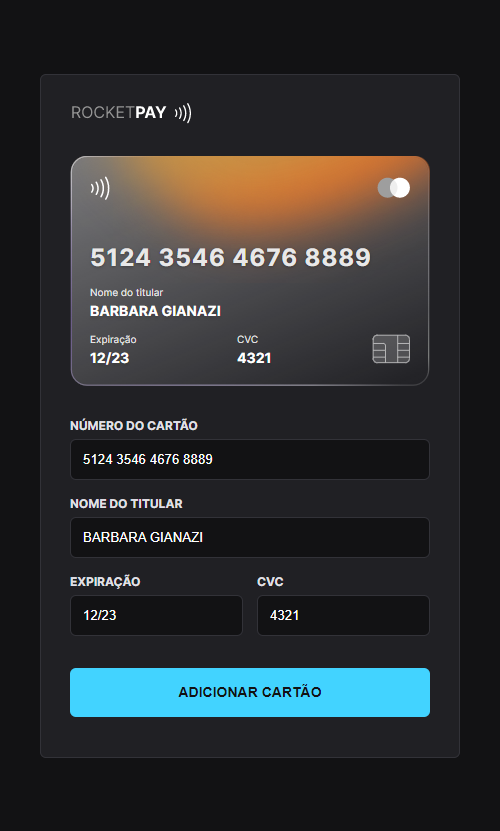 ROCKETPAY
5124 3546 4676 8889
Nome do titular
BARBARA GIANAZI
Expiração CVC
12/23 4321
NÚMERO DO CARTÃO
5124 3546 4676 8889
NOME DO TITULAR
BARBARA GIANAZI
EXPIRAÇÃO CVC
12/23 4321
ADICIONAR CARTÃO